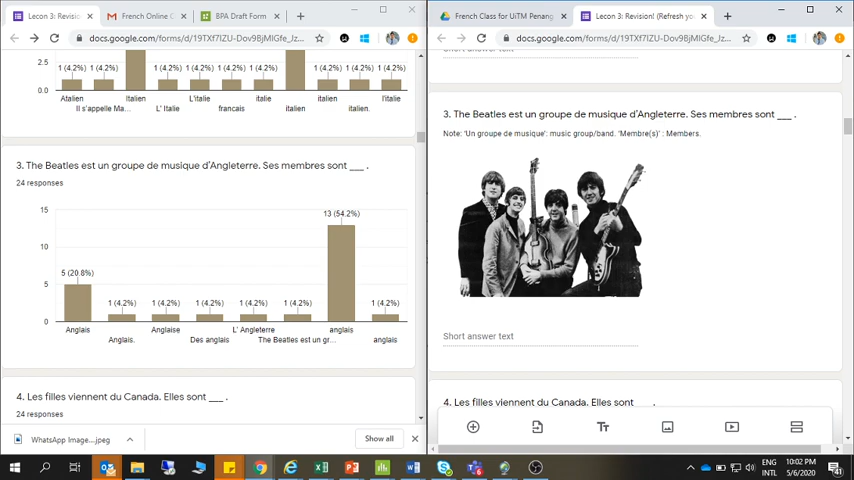 Lecon 3: Revision! (Responses
French Online C
BPA Draft Form
docs.google.com/forms/d/19TXf7IZU-Dov9BjMlGfe_Jz...
2.5
0.0
1 (4.2%) 1 (4.2%) 1 (4.2%) 1 (4.2%) 1 (4.2%) 1 (4.2%) 1 (4.2%) 1 (4.2%)
Atalien Italien L'italie italie italien l'italie
Il s'appelle Ma... L' Italie francais italien italien.
3. The Beatles est un groupe de musique d'Angleterre. Ses membres sont ___ .
24 responses
15
10
5
0
5 (20.8%) 1 (4.2%) 1 (4.2%) 1 (4.2%) 1 (4.2%) 1 (4.2%) 13 (54.2%) 1 (4.2%)
Anglais Anglaise L' Angleterre anglais
Anglais. Des anglais The Beatles est un gr... anglais
4. Les filles viennent du Canada. Elles sont ___ .
24 responses
WhatsApp Image....jpeg
Show all
French Class for UiTM Penang
Lecon 3: Revision! (Refresh you
docs.google.com/forms/d/19TXf7IZU-Dov9BjMlGfe_Jz...
Short answer text
3. The Beatles est un groupe de musique d'Angleterre. Ses membres sont ___ .
Note: 'Un groupe de musique': music group/band. 'Membre(s)' : Members.
Short answer text
4. Les filles viennent du Canada. Elles sont ___ .
ENG
INTL
10:02 PM
5/6/2020
41